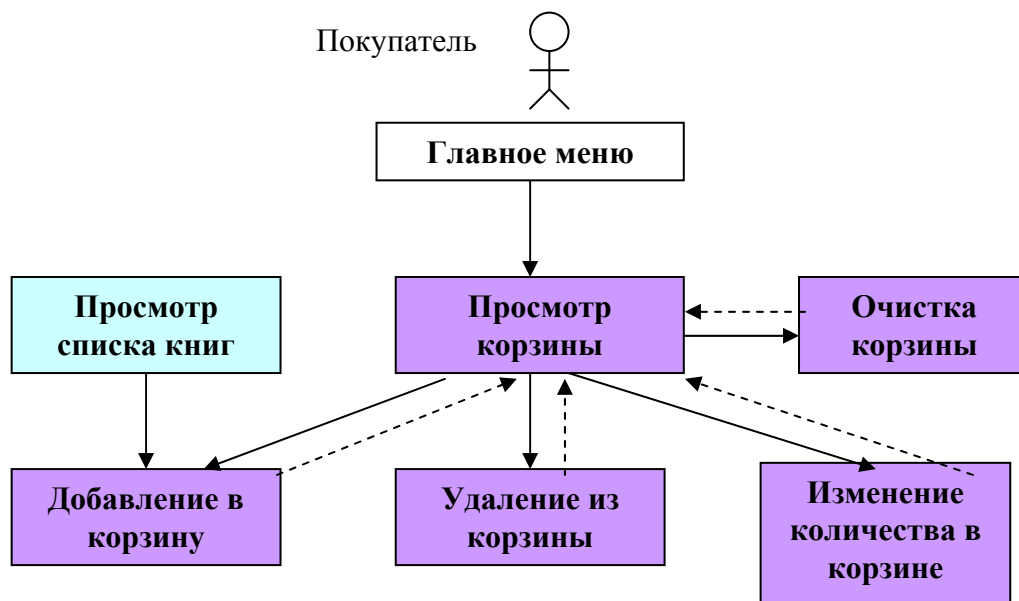 Покупатель
Главное меню
Просмотр
списка книг
Просмотр
корзины
Очистка
корзины
Добавление в
корзину
Удаление из
корзины
Изменение
количества в
корзине